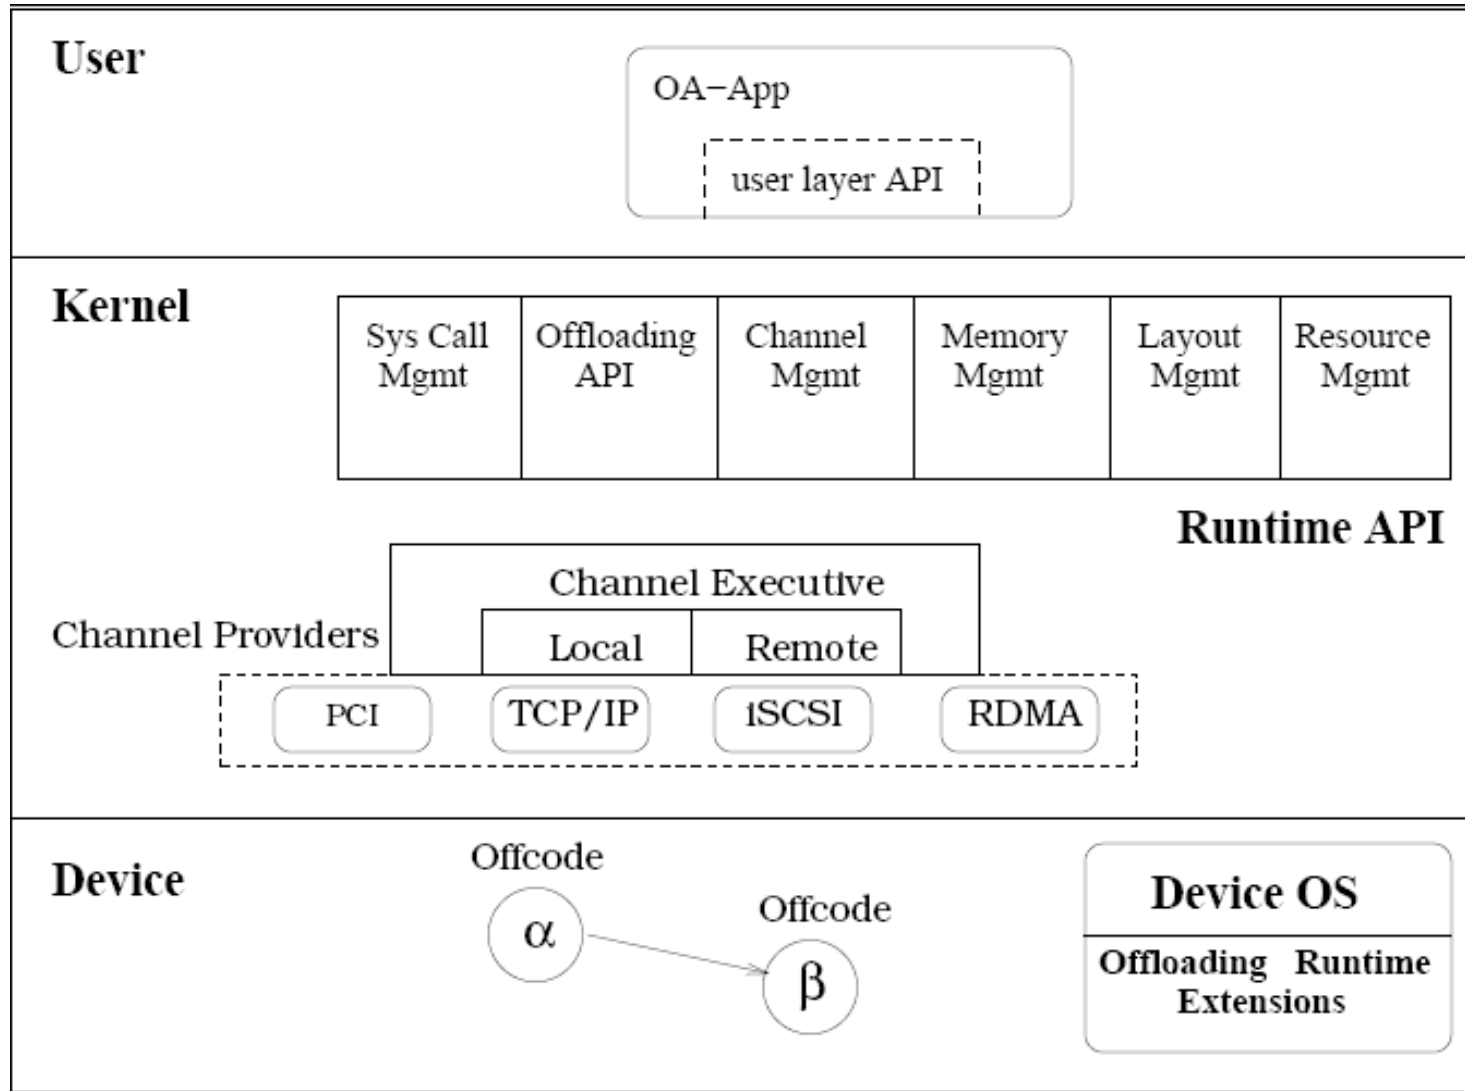 User
OA−App
user layer API
Kernel
Sys Call
Mgmt
Offloading
API
Channel
Mgmt
Memory
Mgmt
Layout
Mgmt
Resource
Mgmt
Runtime API
Channel Executive
Channel Providers
Local
Remote
PCI
TCP/IP
iSCSI
RDMA
Device
Offcode
α
Offcode
β
Device OS
Offloading Runtime
Extensions